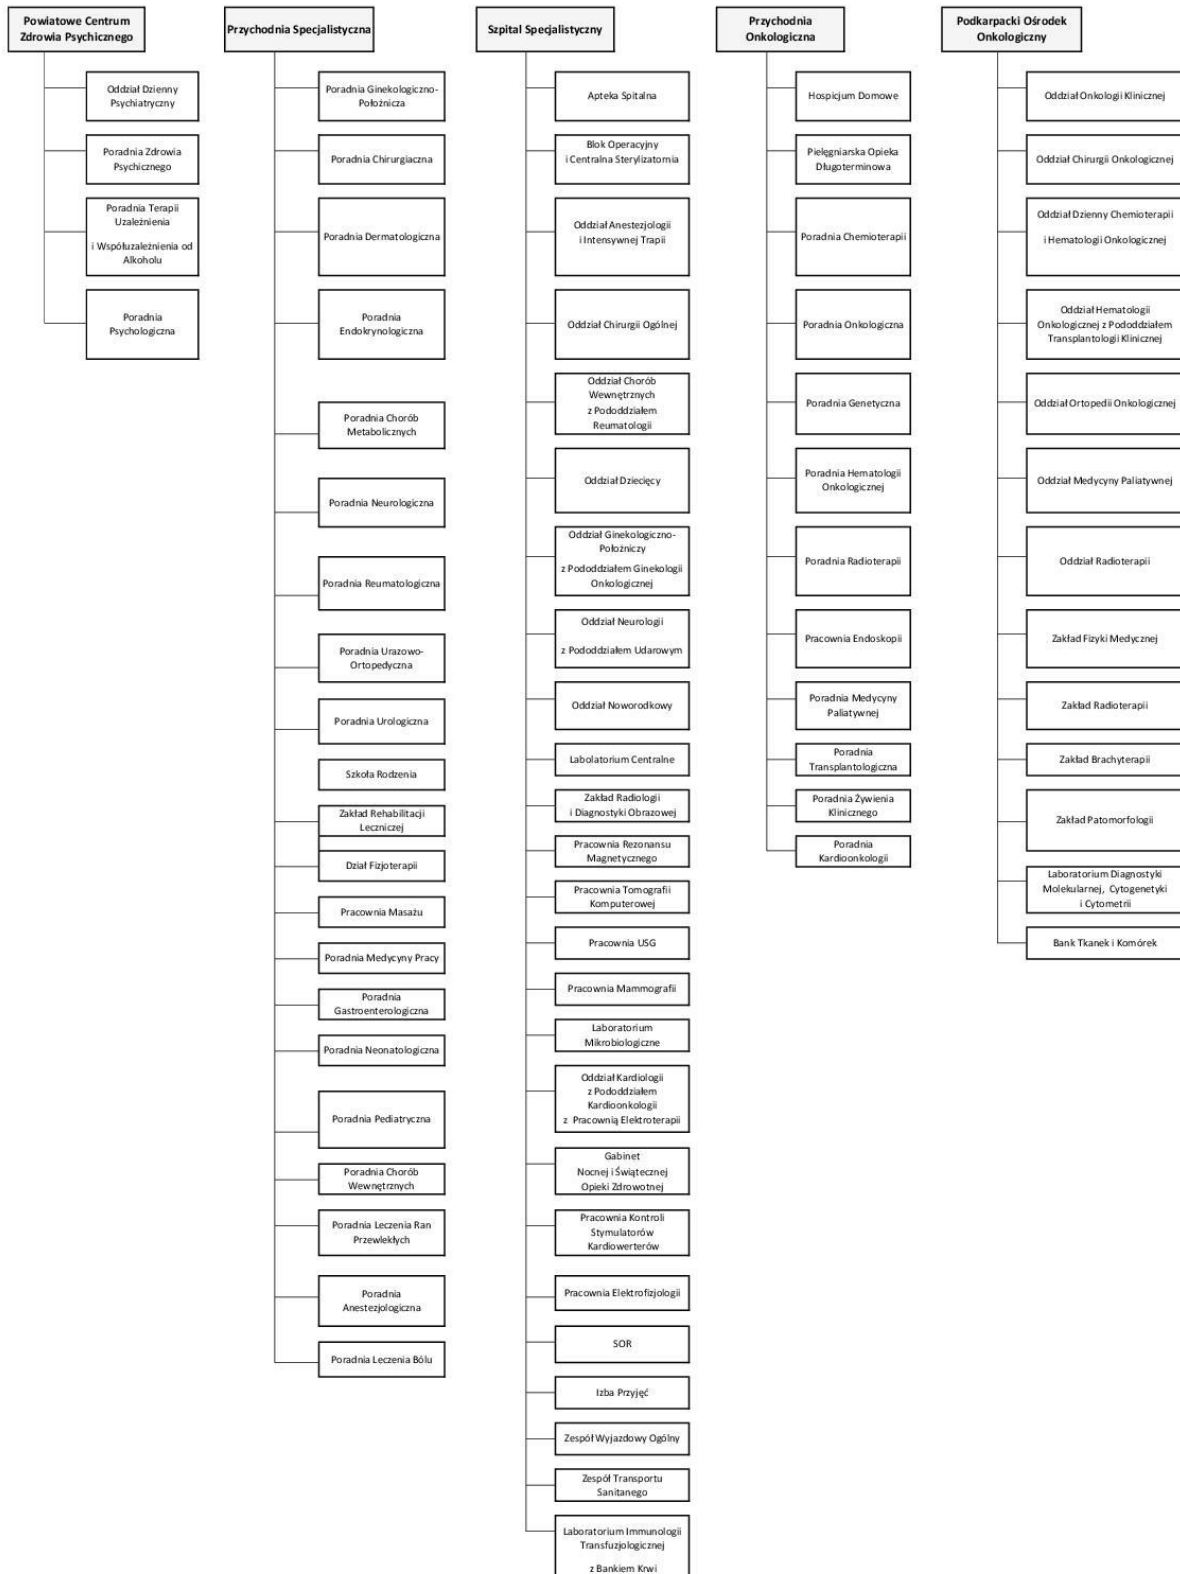 Powiatowe Centrum
Zdrowia Psychicznego
Oddział Dzienny
Psychiatryczny
Poradnia Zdrowia
Psychicznego
Poradnia Terapii
Uzależnienia
i Współuzależnienia od
Alkoholu
Poradnia
Psychologiczna
Przychodnia Specjalistyczna
Poradnia Ginekologiczno-
Położnicza
Poradnia Chirurgiaczna
Poradnia Dermatologiczna
Poradnia
Endokrynologiczna
Poradnia Chorób
Metabolicznych
Poradnia Neurologiczna
Poradnia Reumatologiczna
Poradnia Urazowo-
Ortopedyczna
Poradnia Urologiczna
Szkoła Rodzenia
Zakład Rehabilitacji
Leczniczej
Dział Fizjoterapii
Pracownia Masażu
Poradnia Medycyny Pracy
Poradnia
Gastroenterologiczna
Poradnia Neonatologiczna
Poradnia Pediatryczna
Poradnia Chorób
Wewnętrznych
Poradnia Leczenia Ran
Przewlekłych
Poradnia
Anestezjologiczna
Poradnia Leczenia Bólu
Szpital Specjalistyczny
Apteka Spitalna
Blok Operacyjny
i Centralna Sterylizatornia
Oddział Anestezjologii
i Intensywnej Trapii
Oddział Chirurgii Ogólnej
Oddział Chorób
Wewnętrznych
z Pododdziałem
Reumatologii
Oddział Dziecięcy
Oddział Ginekologiczno-
Położniczy
z Pododdziałem Ginekologii
Onkologicznej
Oddział Neurologii
z Pododdziałem Udarowym
Oddział Noworodkowy
Labolatorium Centralne
Zakład Radiologii
i Diagnostyki Obrazowej
Pracownia Rezonansu
Magnetycznego
Pracownia Tomografii
Komputerowej
Pracownia USG
Pracownia Mammografii
Laboratorium
Mikrobiologiczne
Oddział Kardiologii
z Pododdziałem
Kardioonkologii
z Pracownią Elektroterapii
Gabinet
Nocnej i Świątecznej
Opieki Zdrowotnej
Pracownia Kontroli
Stymulatorów
Kardiowerterów
Pracownia Elektrofizjologii
SOR
Izba Przyjęć
Zespół Wyjazdowy Ogólny
Zespół Transportu
Sanitanego
Laboratorium Immunologii
Transfuzjologicznej
z Bankiem Krwi
Przychodnia
Onkologiczna
Hospicjum Domowe
Pielęgniarska Opieka
Długoterminowa
Poradnia Chemioterapii
Poradnia Onkologiczna
Poradnia Genetyczna
Poradnia Hematologii
Onkologicznej
Poradnia Radioterapii
Pracownia Endoskopii
Poradnia Medycyny
Paliatywnej
Poradnia
Transplantologiczna
Poradnia Żywienia
Klinicznego
Poradnia
Kardioonkologii
Podkarpacki Ośrodek
Onkologiczny
Oddział Onkologii Klinicznej
Oddział Chirurgii Onkologicznej
Oddział Dzienny Chemioterapii
i Hematologii Onkologicznej
Oddział Hematologii
Onkologicznej z Pododdziałem
Transplantologii Klinicznej
Oddział Ortopedii Onkologicznej
Oddział Medycyny Paliatywnej
Oddział Radioterapii
Zakład Fizyki Medycznej
Zakład Radioterapii
Zakład Brachyterapii
Zakład Patomorfologii
Laboratorium Diagnostyki
Molekularnej, Cytogenetyki
i Cytometrii
Bank Tkanek i Komórek